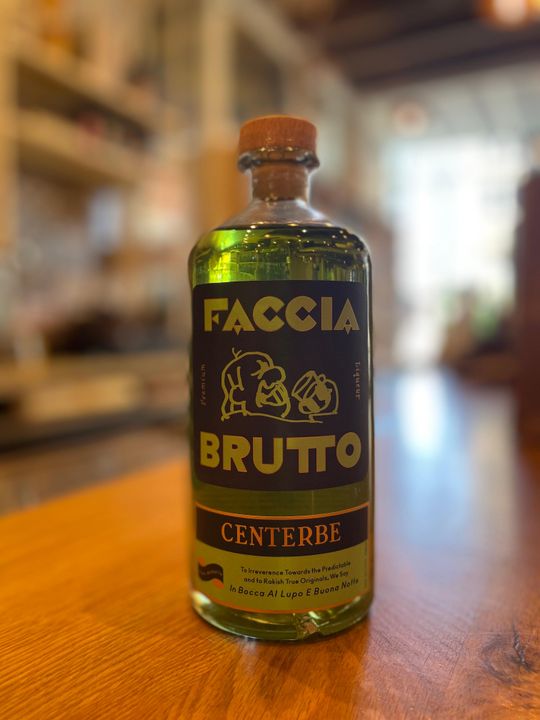 FACCIA
Premium
Liqueur
BRUTTO
CENTERBE
To Irreverence Towards the Predictable
and to Rakish True Originals, We Say
In Bocca Al Lupo E Buona Notte